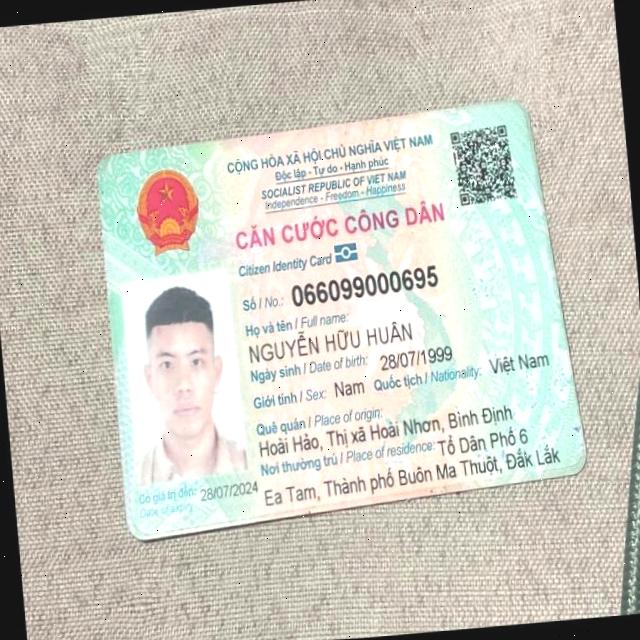 CỘNG HÒA XÃ HỘI CHỦ NGHĨA VIỆT NAM
Độc lập - Tự do - Hạnh phúc
SOCIALIST REPUBLIC OF VIET NAM
Independence - Freedom - Happiness
CĂN CƯỚC CÔNG DÂN
Citizen Identity Card
Số / No.: 066099000695
Họ và tên / Full name:
NGUYỄN HỮU HUÂN
Ngày sinh / Date of birth: 28/07/1999
Giới tính / Sex: Nam Quốc tịch / Nationality: Việt Nam
Quê quán / Place of origin:
Hoài Hảo, Thị xã Hoài Nhơn, Bình Định
Nơi thường trú / Place of residence: Tổ Dân Phố 6
Ea Tam, Thành phố Buôn Ma Thuột, Đắk Lắk
Có giá trị đến: 28/07/2024
Date of expiry